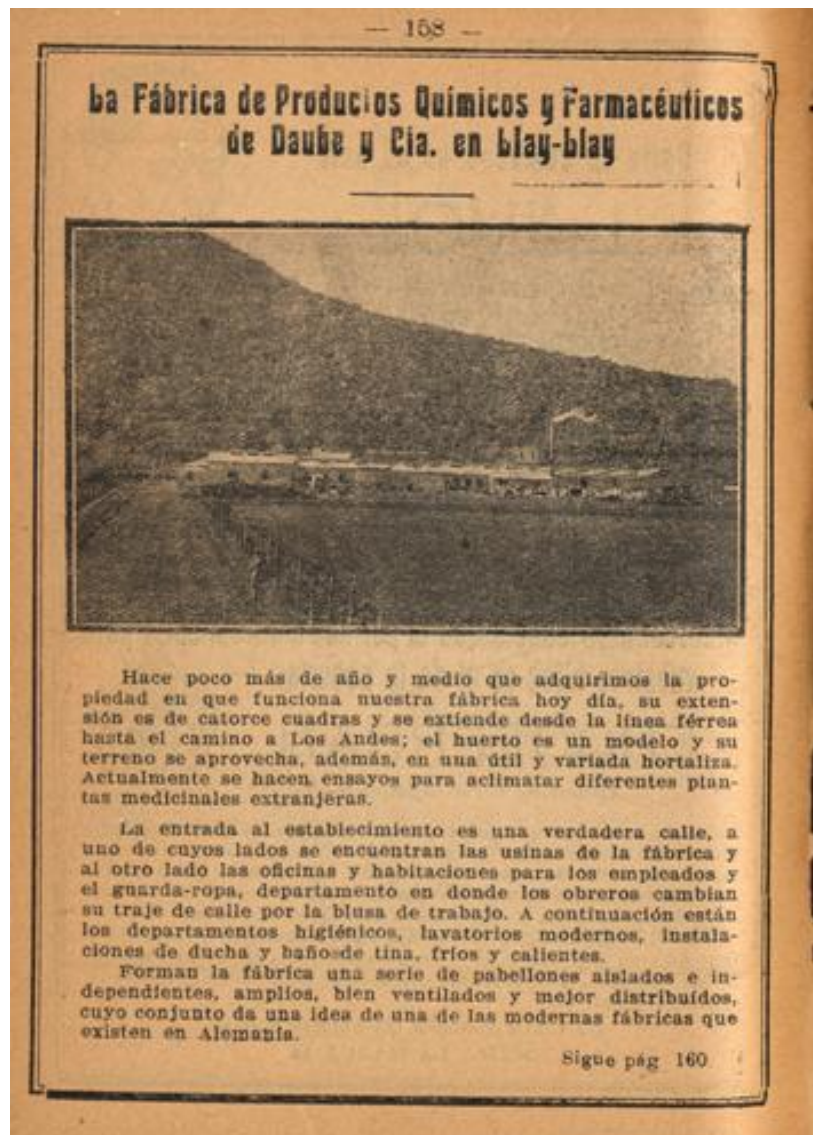 — 158 —
La Fábrica de Productos Químicos y Farmacéuticos
de Daube y Cia. en Llay-Llay
Hace poco más de año y medio que adquirimos la pro-
piedad en que funciona nuestra fábrica hoy día, su exten-
sión es de catorce cuadras y se extiende desde la línea férrea
hasta el camino a Los Andes; el huerto es un modelo y su
terreno se aprovecha, además, en una útil y variada hortaliza.
Actualmente se hacen ensayos para aclimatar diferentes plan-
tas medicinales extranjeras.
La entrada al establecimiento es una verdadera calle, a
uno de cuyos lados se encuentran las usinas de la fábrica y
al otro lado las oficinas y habitaciones para los empleados y
el guarda-ropa, departamento en donde los obreros cambian
su traje de calle por la blusa de trabajo. A continuación están
los departamentos higiénicos, lavatorios modernos, instala-
ciones de ducha y baños de tina, fríos y calientes.
Forman la fábrica una serie de pabellones aislados e in-
dependientes, amplios, bien ventilados y mejor distribuídos,
cuyo conjunto da una idea de una de las modernas fábricas que
existen en Alemania.
Sigue pág 160